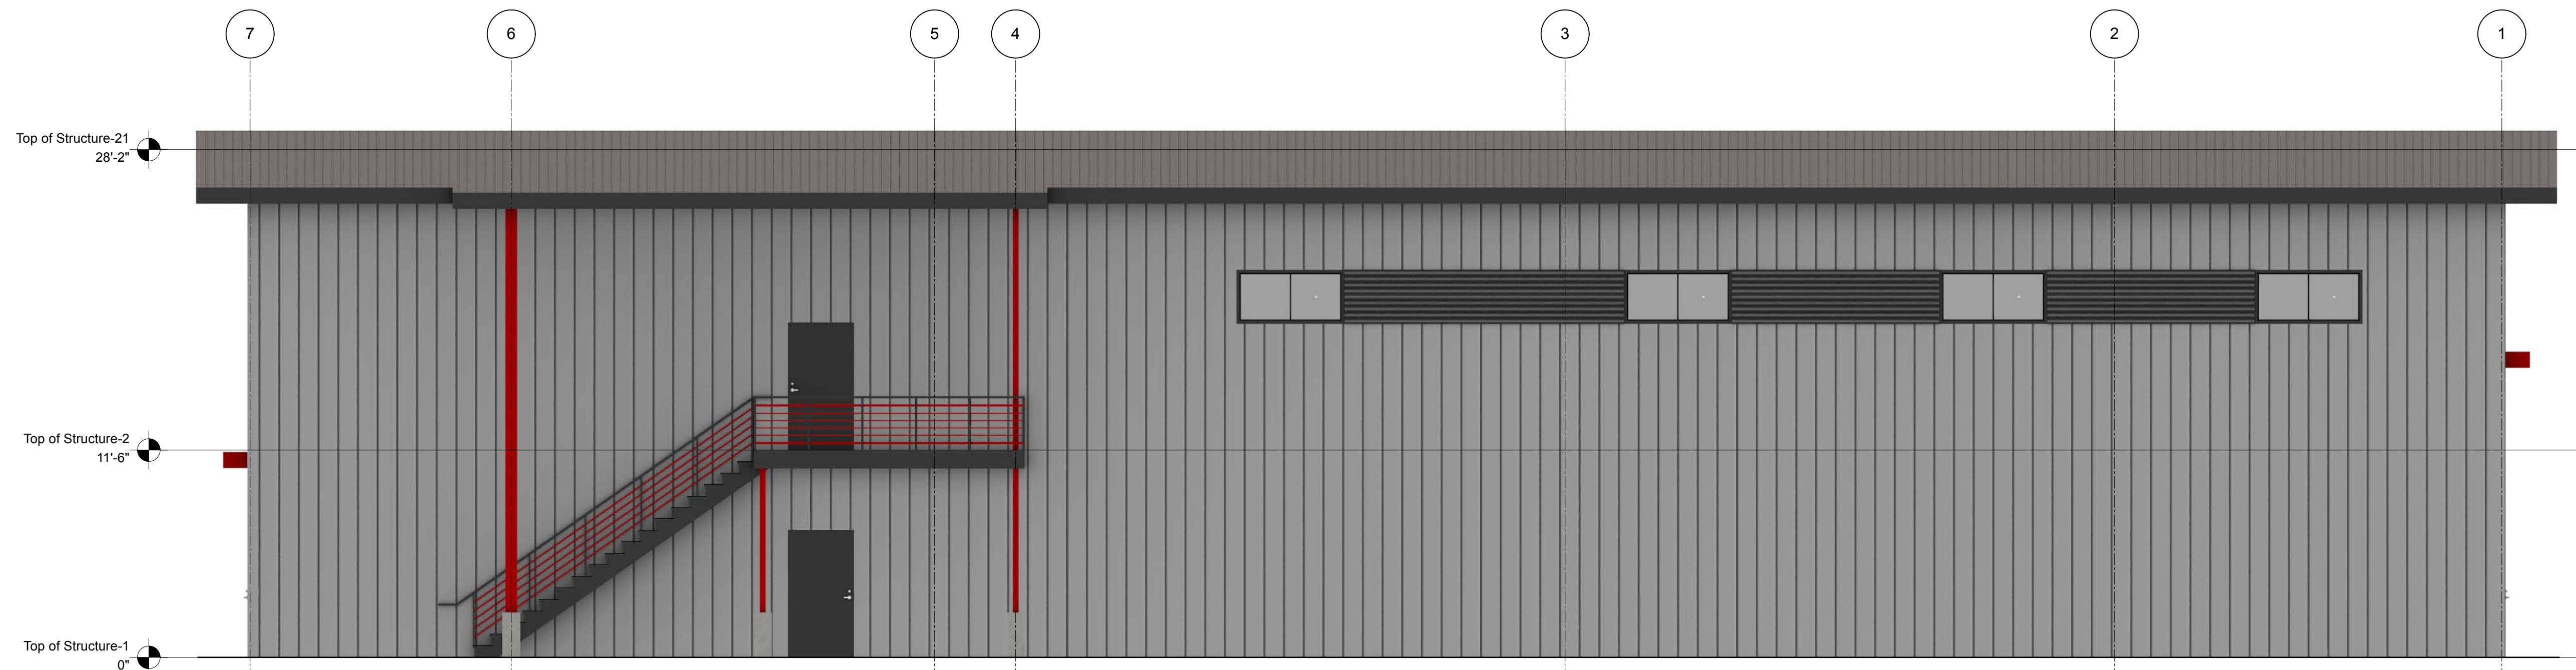 7 6 5 4 3 2 1
Top of Structure-21
28'-2"
Top of Structure-2
11'-6"
Top of Structure-1
0"